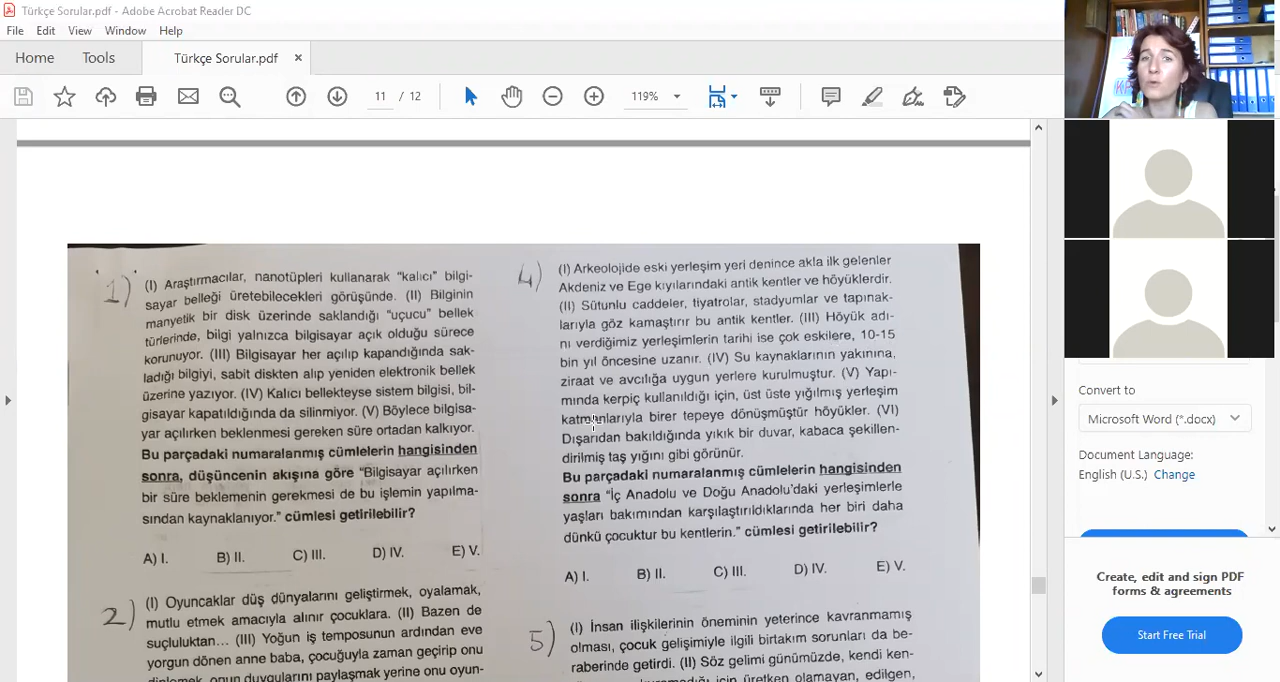 Türkçe Sorular.pdf - Adobe Acrobat Reader DC
File Edit View Window Help
Home Tools Türkçe Sorular.pdf ×
11 / 12 119%
1)
(I) Araştırmacılar, nanotüpleri kullanarak “kalıcı” bilgi-
sayar belleği üretebilecekleri görüşünde. (II) Bilginin
manyetik bir disk üzerinde saklandığı “uçucu” bellek
türlerinde, bilgi yalnızca bilgisayar açık olduğu sürece
korunuyor. (III) Bilgisayar her açılıp kapandığında sak-
ladığı bilgiyi, sabit diskten alıp yeniden elektronik bellek
üzerine yazıyor. (IV) Kalıcı bellekteyse sistem bilgisi, bil-
gisayar kapatıldığında da silinmiyor. (V) Böylece bilgisa-
yar açılırken beklenmesi gereken süre ortadan kalkıyor.
Bu parçadaki numaralanmış cümlelerin hangisinden
sonra, düşüncenin akışına göre “Bilgisayar açılırken
bir süre beklemenin gerekmesi de bu işlemin yapılma-
sından kaynaklanıyor.” cümlesi getirilebilir?
A) I. B) II. C) III. D) IV. E) V.
2)
(I) Oyuncaklar düş dünyalarını geliştirmek, oyalamak,
mutlu etmek amacıyla alınır çocuklara. (II) Bazen de
suçluluktan... (III) Yoğun iş temposunun ardından eve
yorgun dönen anne baba, çocuğuyla zaman geçirip onu
dinlemek, onun duygularını paylaşmak yerine onu oyun-
4)
(I) Arkeolojide eski yerleşim yeri denince akla ilk gelenler
Akdeniz ve Ege kıyılarındaki antik kentler ve höyüklerdir.
(II) Sütunlu caddeler, tiyatrolar, stadyumlar ve tapınak-
larıyla göz kamaştırır bu antik kentler. (III) Höyük adı-
nı verdiğimiz yerleşimlerin tarihi ise çok eskilere, 10-15
bin yıl öncesine uzanır. (IV) Su kaynaklarının yakınına,
ziraat ve avcılığa uygun yerlere kurulmuştur. (V) Yapı-
mında kerpiç kullanıldığı için, üst üste yığılmış yerleşim
katmanlarıyla birer tepeye dönüşmüştür höyükler. (VI)
Dışarıdan bakıldığında yıkık bir duvar, kabaca şekillen-
dirilmiş taş yığını gibi görünür.
Bu parçadaki numaralanmış cümlelerin hangisinden
sonra “İç Anadolu ve Doğu Anadolu'daki yerleşimlerle
yaşları bakımından karşılaştırıldıklarında her biri daha
dünkü çocuktur bu kentlerin.” cümlesi getirilebilir?
A) I. B) II. C) III. D) IV. E) V.
5)
(I) İnsan ilişkilerinin öneminin yeterince kavranmamış
olması, çocuk gelişimiyle ilgili birtakım sorunları da be-
raberinde getirdi. (II) Söz gelimi günümüzde, kendi ken-
için üretken olamayan, edilgen,
Convert to
Microsoft Word (*.docx)
Document Language:
English (U.S.) Change
Create, edit and sign PDF
forms & agreements
Start Free Trial